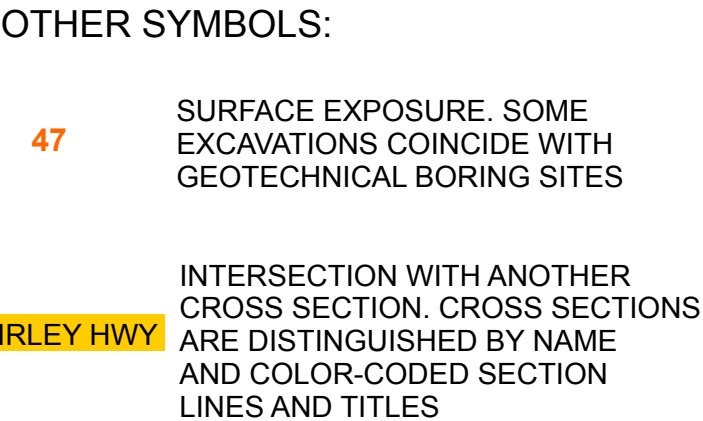 OTHER SYMBOLS:
47
SURFACE EXPOSURE. SOME
EXCAVATIONS COINCIDE WITH
GEOTECHNICAL BORING SITES
INTERSECTION WITH ANOTHER
CROSS SECTION. CROSS SECTIONS
IRLEY HWY ARE DISTINGUISHED BY NAME
AND COLOR-CODED SECTION
LINES AND TITLES